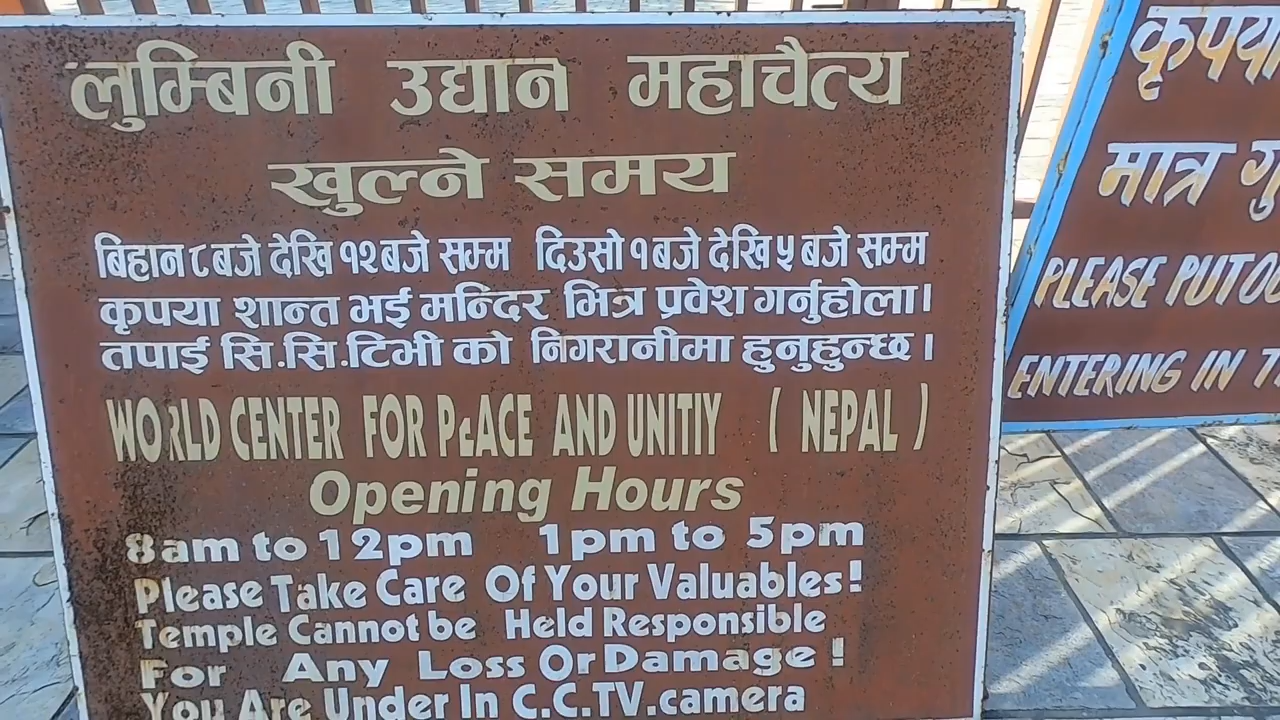 लुम्बिनी उद्यान महाचैत्य
खुल्ने समय
बिहान ८ बजे देखि १२ बजे सम्म दिउसो १ बजे देखि ५ बजे सम्म
कृपया शान्त भई मन्दिर भित्र प्रवेश गर्नुहोला।
तपाई सि.सि.टिभी को निगरानीमा हुनुहुन्छ ।
WORLD CENTER FOR PEACE AND UNITIY ( NEPAL )
Opening Hours
8am to 12pm 1pm to 5pm
Please Take Care Of Your Valuables!
Temple Cannot be Held Responsible
For Any Loss Or Damage !
You Are Under In C.C.TV.camera
कृपया
मात्र
PLEASE PUT
ENTERING IN